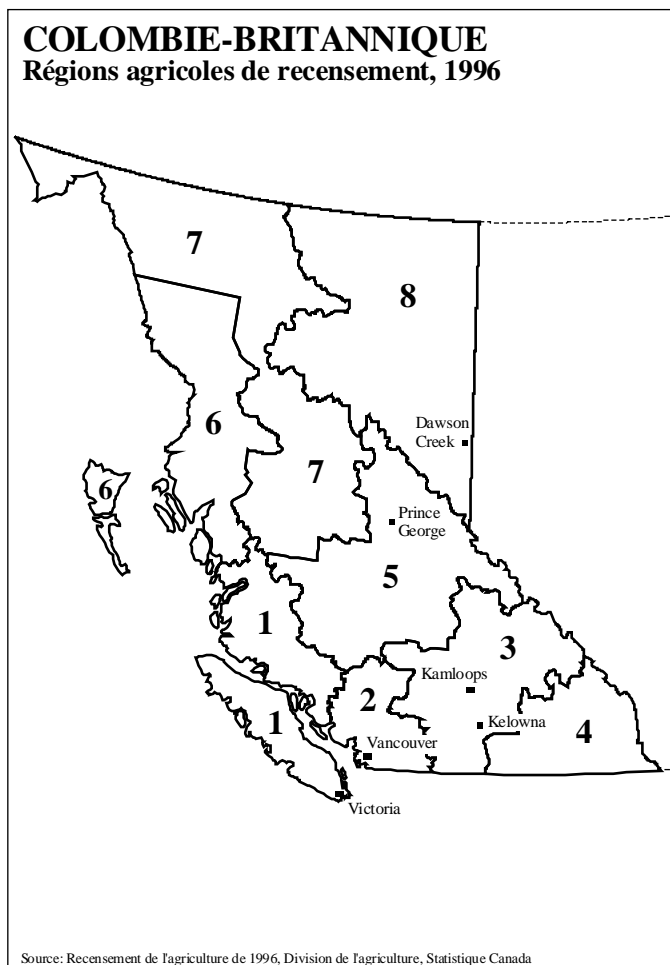 COLOMBIE-BRITANNIQUE
Régions agricoles de recensement, 1996
7
8
6
Dawson
Creek
6
7
Prince
George
5
1
3
Kamloops
2
1
Kelowna
4
Vancouver
Victoria
Source: Recensement de l'agriculture de 1996, Division de l'agriculture, Statistique Canada